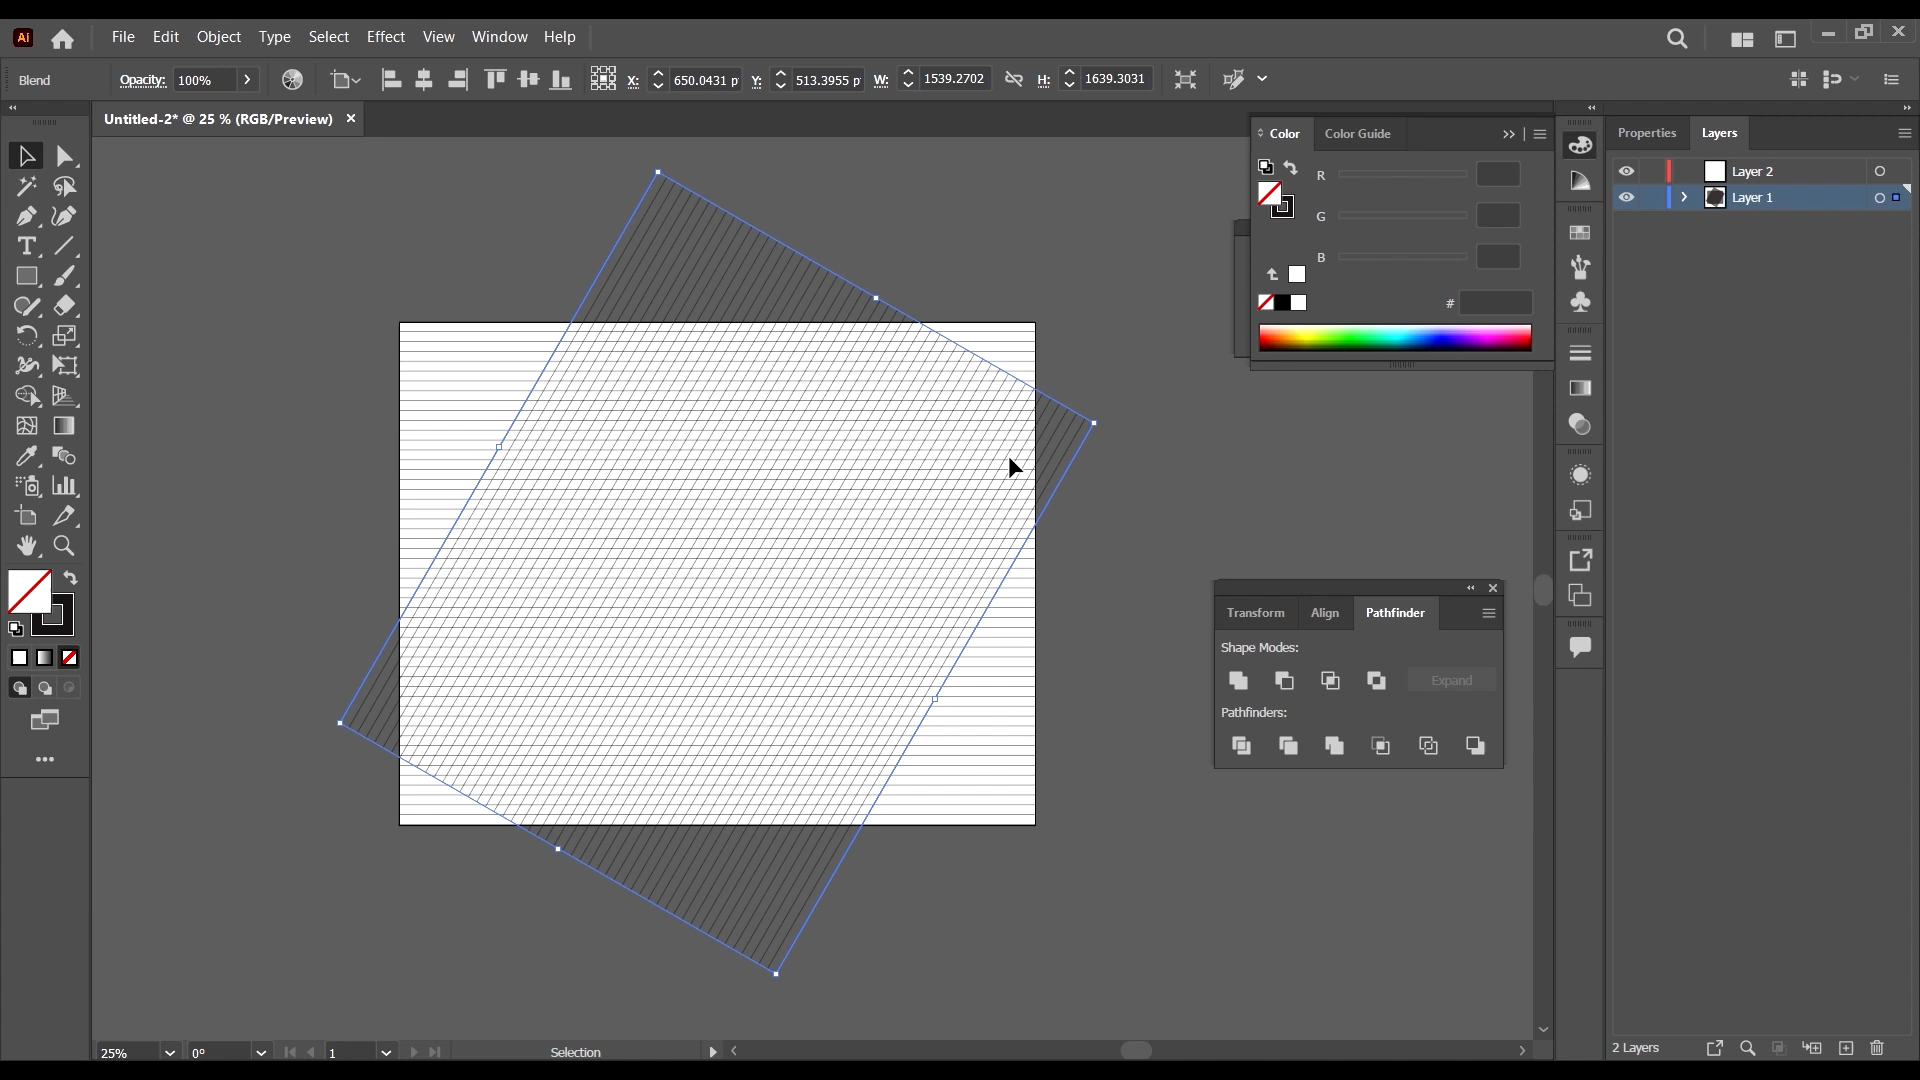 Ai
File Edit Object Type Select Effect View Window Help
Blend Opacity: 100% X: 650.0431 p Y: 513.3955 p W: 1539.2702 H: 1639.3031
Untitled-2* @ 25 % (RGB/Preview)
Color Color Guide
R
G
B
#
Properties Layers
Layer 2
Layer 1
Transform Align Pathfinder
Shape Modes:
Expand
Pathfinders:
25% 0° 1 Selection
2 Layers